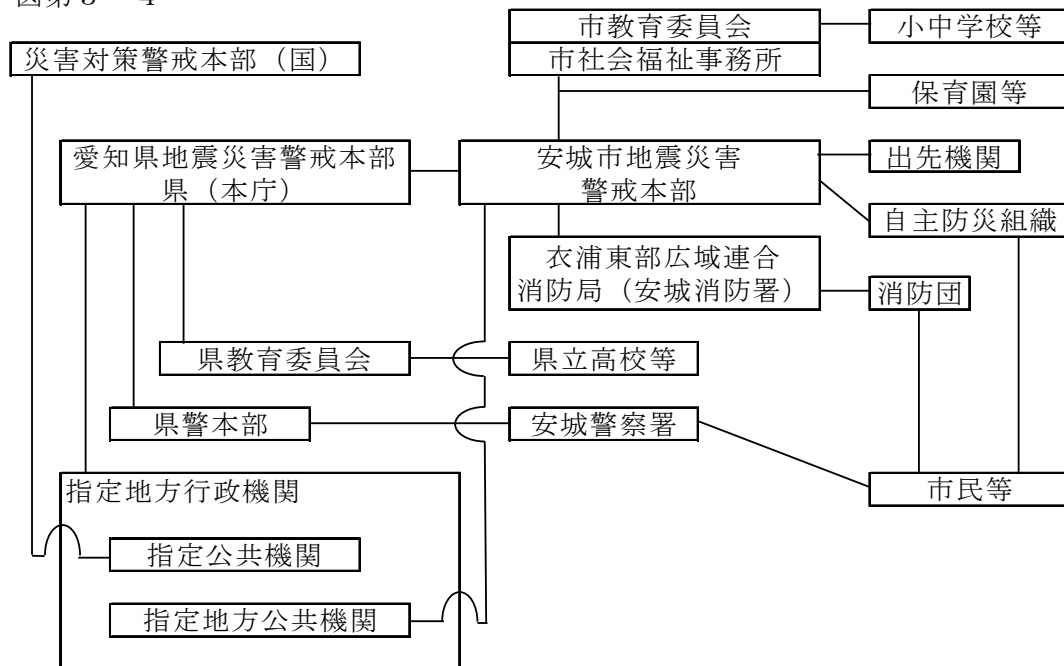 市教育委員会
小中学校等
災害対策警戒本部（国）
市社会福祉事務所
保育園等
愛知県地震災害警戒本部
県（本庁）
安城市地震災害
警戒本部
出先機関
自主防災組織
衣浦東部広域連合
消防局（安城消防署）
消防団
県教育委員会
県立高校等
県警本部
安城警察署
指定地方行政機関
市民等
指定公共機関
指定地方公共機関